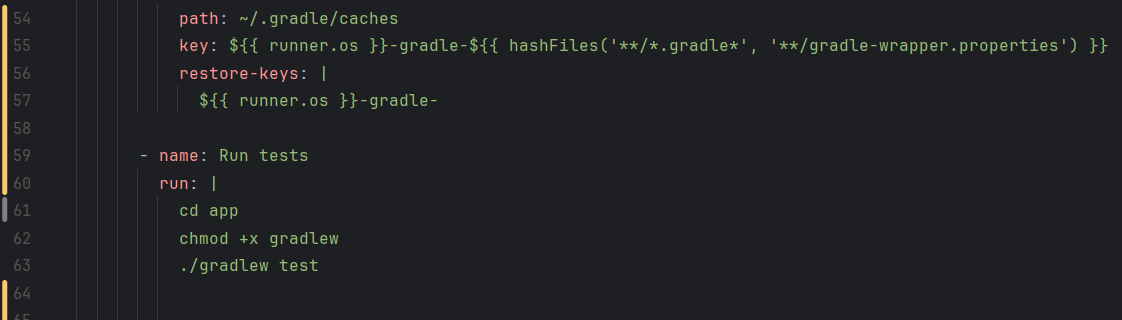 54 path: ~/.gradle/caches
55 key: ${{ runner.os }}-gradle-${{ hashFiles('**/*.gradle*', '**/gradle-wrapper.properties') }}
56 restore-keys: |
57 ${{ runner.os }}-gradle-
58
59 - name: Run tests
60 run: |
61 cd app
62 chmod +x gradlew
63 ./gradlew test
64
65